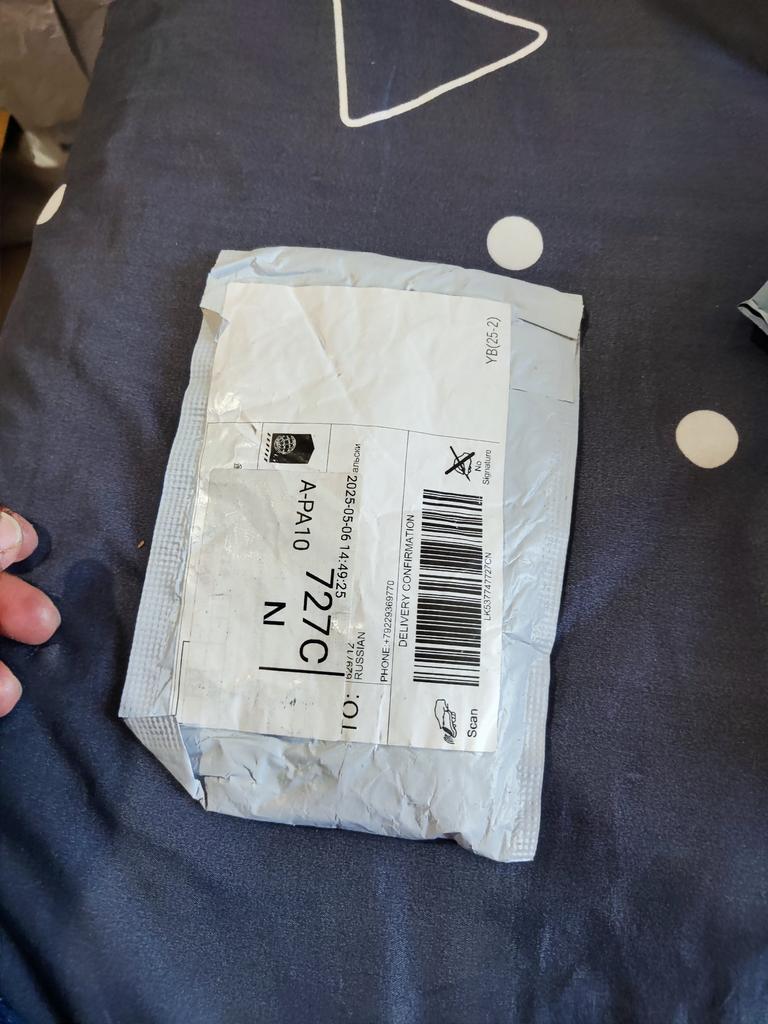 YB(25-2)
альски
2025-05-06 14:49:25
A-PA10
727C
N
RUSSIAN
PHONE:+79229369770
DELIVERY CONFIRMATION
No
Signature
LK537747727CN
Scan